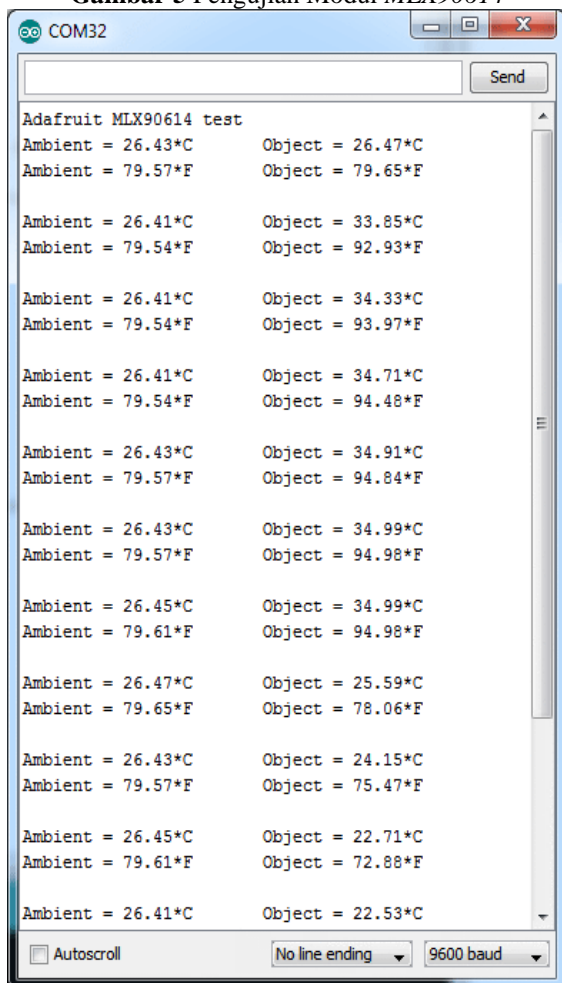 Gambar 5 Pengujian Modul MLX90614
COM32
Send
Adafruit MLX90614 test
Ambient = 26.43*C Object = 26.47*C
Ambient = 79.57*F Object = 79.65*F
Ambient = 26.41*C Object = 33.85*C
Ambient = 79.54*F Object = 92.93*F
Ambient = 26.41*C Object = 34.33*C
Ambient = 79.54*F Object = 93.97*F
Ambient = 26.41*C Object = 34.71*C
Ambient = 79.54*F Object = 94.48*F
Ambient = 26.43*C Object = 34.91*C
Ambient = 79.57*F Object = 94.84*F
Ambient = 26.43*C Object = 34.99*C
Ambient = 79.57*F Object = 94.98*F
Ambient = 26.45*C Object = 34.99*C
Ambient = 79.61*F Object = 94.98*F
Ambient = 26.47*C Object = 25.59*C
Ambient = 79.65*F Object = 78.06*F
Ambient = 26.43*C Object = 24.15*C
Ambient = 79.57*F Object = 75.47*F
Ambient = 26.45*C Object = 22.71*C
Ambient = 79.61*F Object = 72.88*F
Ambient = 26.41*C Object = 22.53*C
Autoscroll No line ending 9600 baud